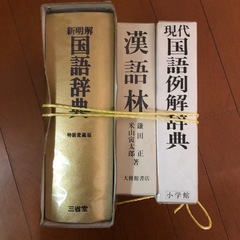 新明解
国語辞典
特装愛蔵版
三省堂
漢語林
鎌田 正
米山寅太郎 著
大修館書店
現代
国語例解辞典
小学館